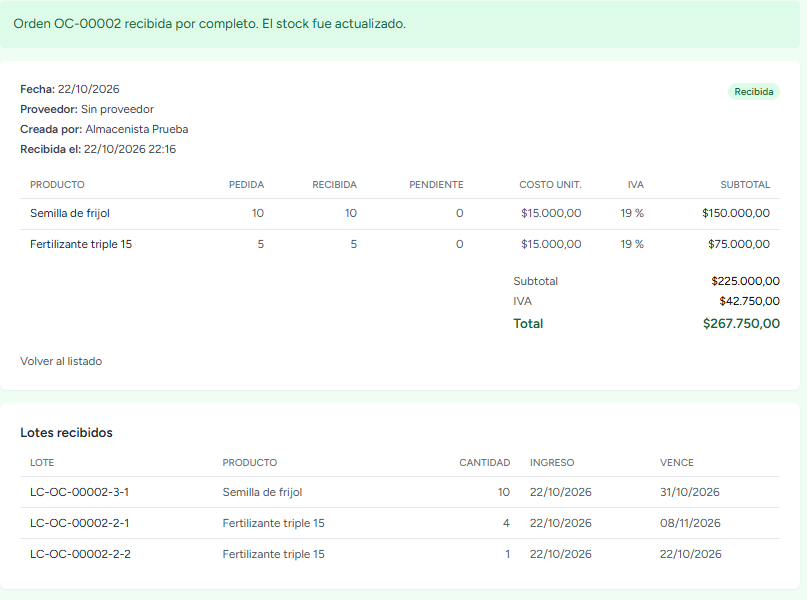 Orden OC-00002 recibida por completo. El stock fue actualizado.
Fecha: 22/10/2026
Recibida
Proveedor: Sin proveedor
Creada por: Almacenista Prueba
Recibida el: 22/10/2026 22:16
PRODUCTO PEDIDA RECIBIDA PENDIENTE COSTO UNIT. IVA SUBTOTAL
Semilla de frijol 10 10 0 $15.000,00 19 % $150.000,00
Fertilizante triple 15 5 5 0 $15.000,00 19 % $75.000,00
Subtotal $225.000,00
IVA $42.750,00
Total $267.750,00
Volver al listado
Lotes recibidos
LOTE PRODUCTO CANTIDAD INGRESO VENCE
LC-OC-00002-3-1 Semilla de frijol 10 22/10/2026 31/10/2026
LC-OC-00002-2-1 Fertilizante triple 15 4 22/10/2026 08/11/2026
LC-OC-00002-2-2 Fertilizante triple 15 1 22/10/2026 22/10/2026